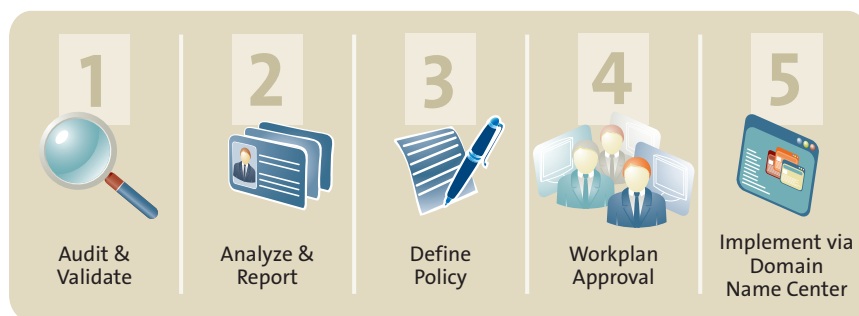 1
2
3
4
5
Audit &
Validate
Analyze &
Report
Define
Policy
Workplan
Approval
Implement via
Domain
Name Center